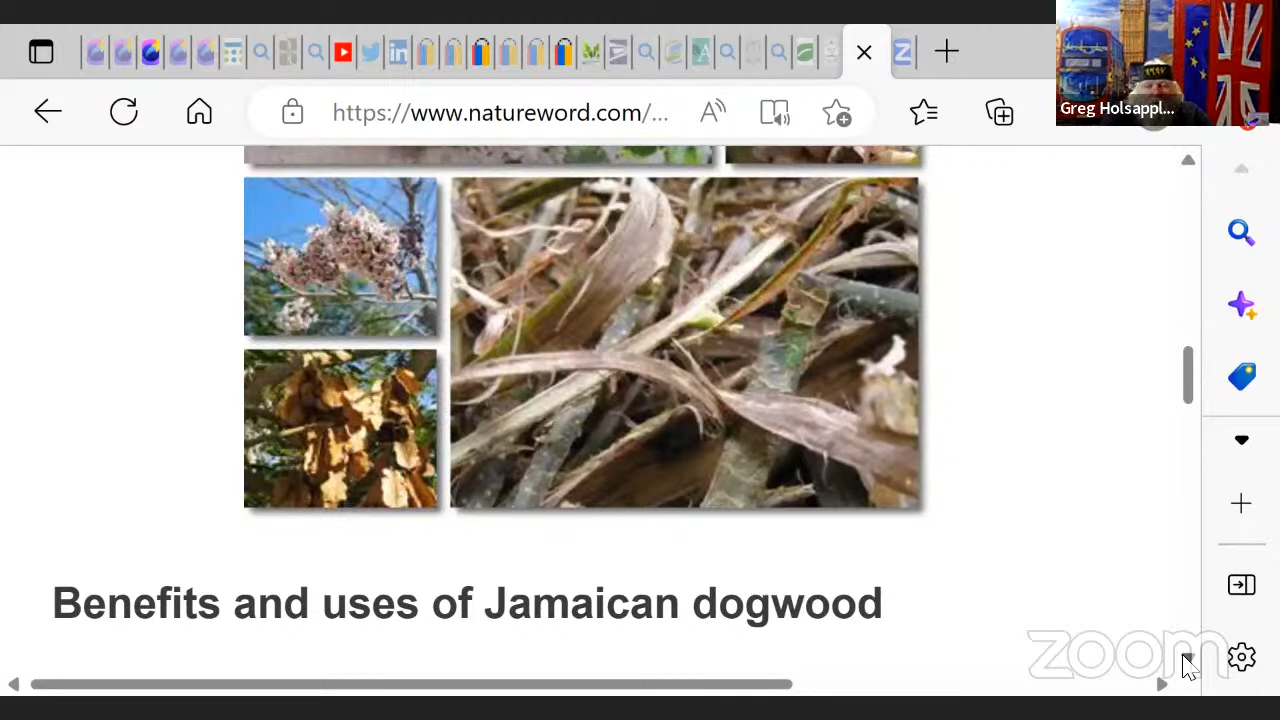 https://www.natureword.com/...
Greg Holsappl...
Benefits and uses of Jamaican dogwood
zoom